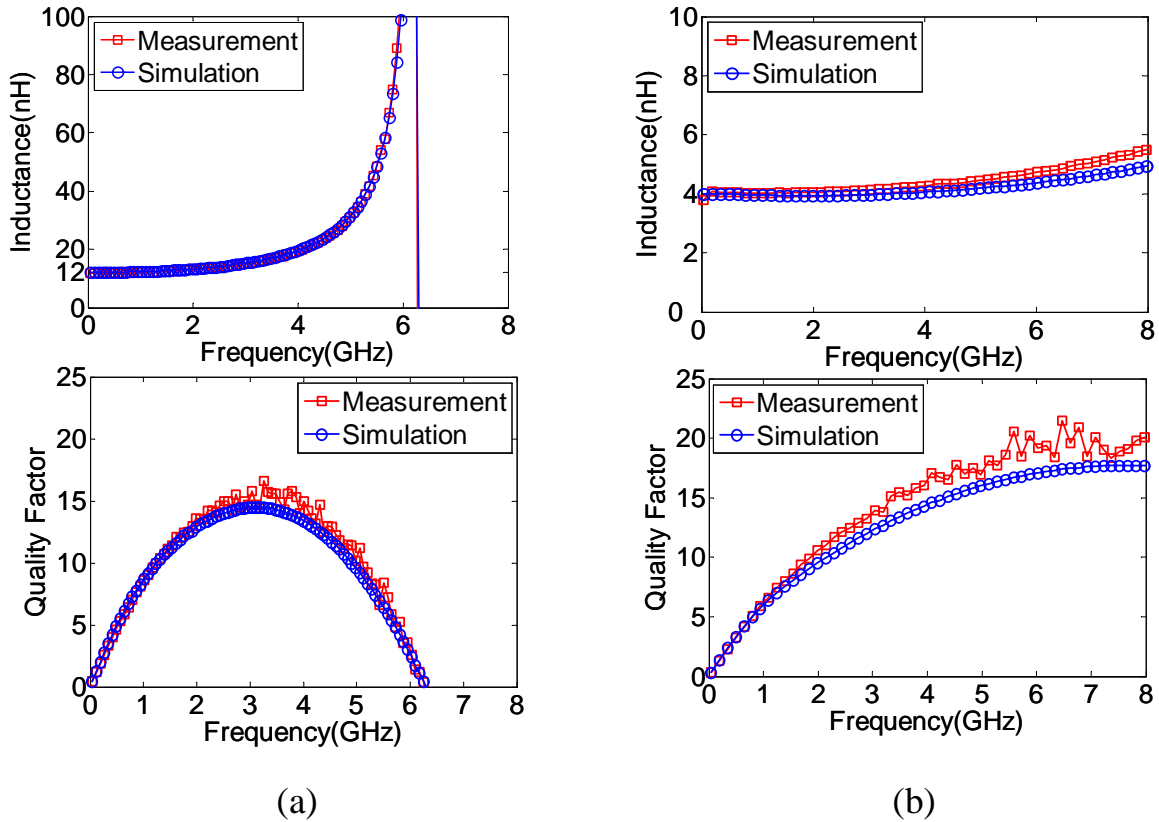 100
80
60
40
20
12
0
Inductance(nH)
Measurement
Simulation
0 2 4 6 8
Frequency(GHz)
10
8
6
4
2
0
Inductance(nH)
Measurement
Simulation
0 2 4 6 8
Frequency(GHz)
25
20
15
10
5
0
Quality Factor
Measurement
Simulation
0 1 2 3 4 5 6 7 8
Frequency(GHz)
25
20
15
10
5
0
Quality Factor
Measurement
Simulation
0 1 2 3 4 5 6 7 8
Frequency(GHz)
(a)
(b)